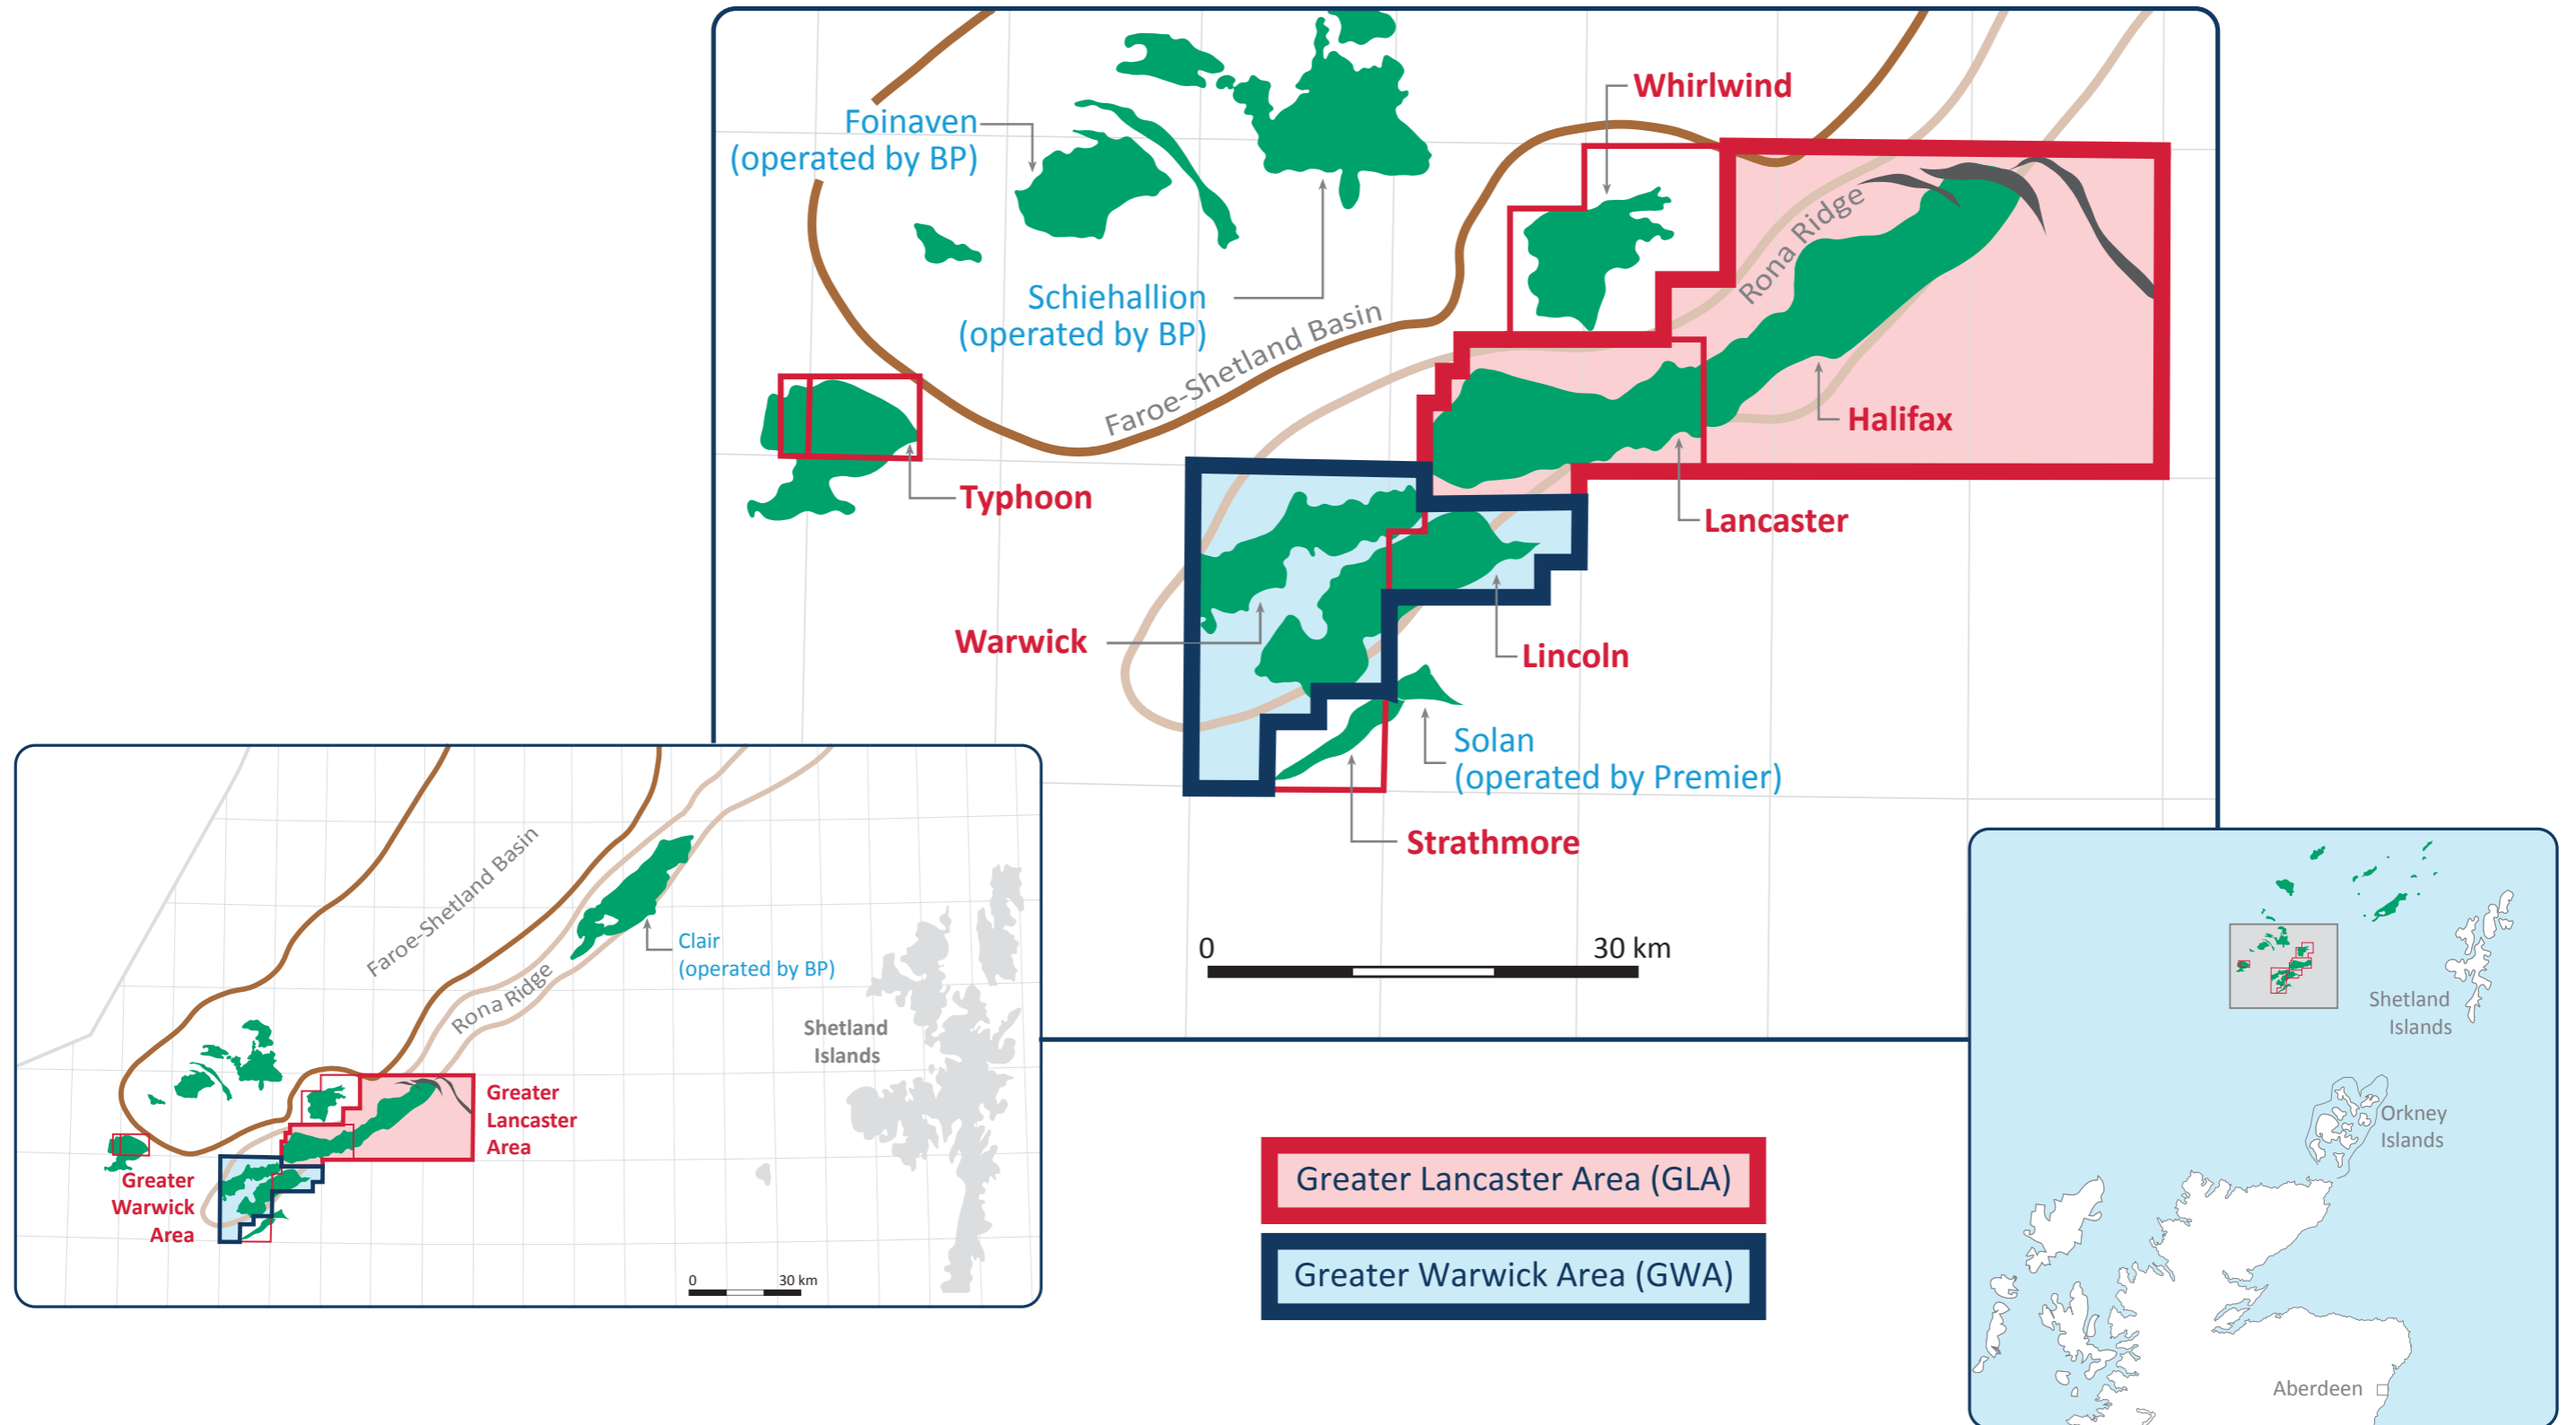 Whirlwind
Foinaven
(operated by BP)
Rona Ridge
Schiehallion
(operated by BP)
Faroe-Shetland Basin
Halifax
Typhoon
Lancaster
Warwick
Lincoln
Solan
(operated by Premier)
Strathmore
0
30 km
Faroe-Shetland Basin
Clair
(operated by BP)
Rona Ridge
Shetland
Islands
Greater
Lancaster
Area
Greater
Warwick
Area
0
30 km
Greater Lancaster Area (GLA)
Greater Warwick Area (GWA)
Shetland
Islands
Orkney
Islands
Aberdeen